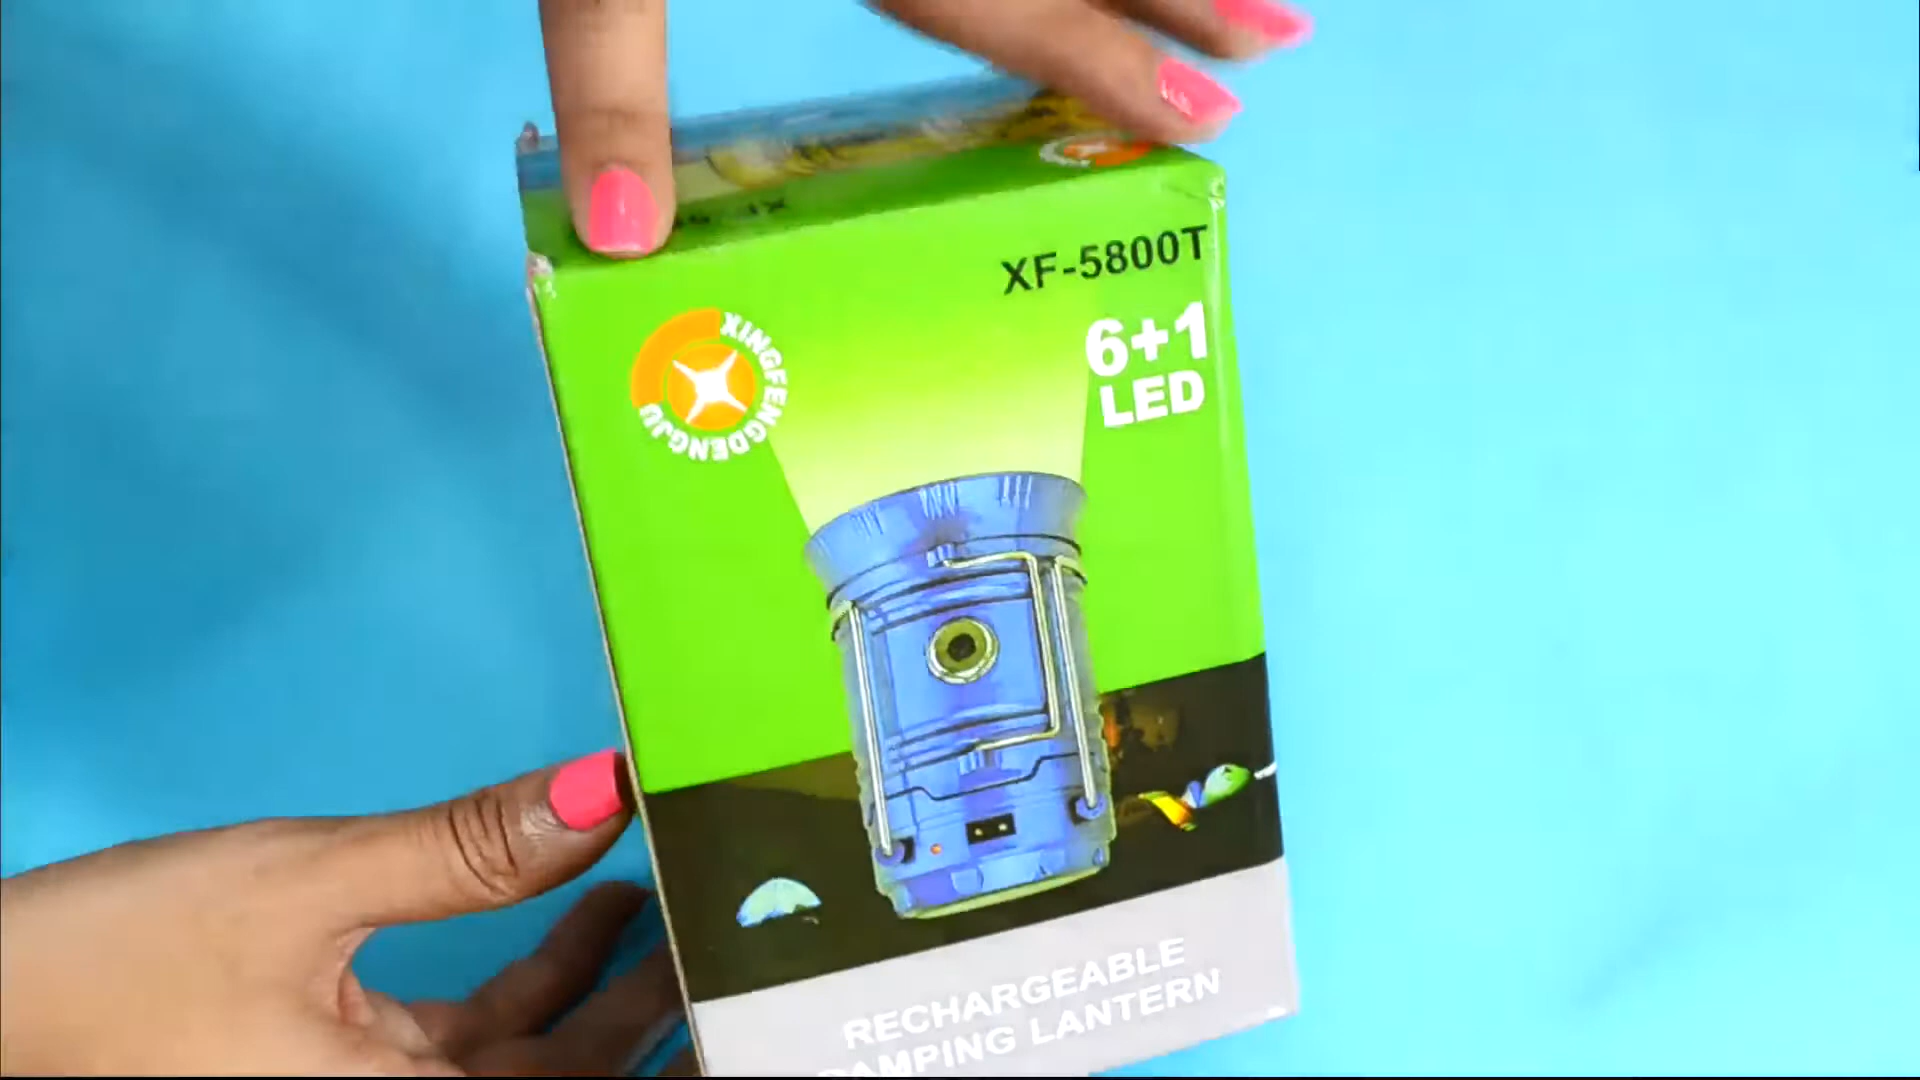 XF-5800T
XINGFENGDENGJU
6+1
LED
RECHARGEABLE
CAMPING LANTERN